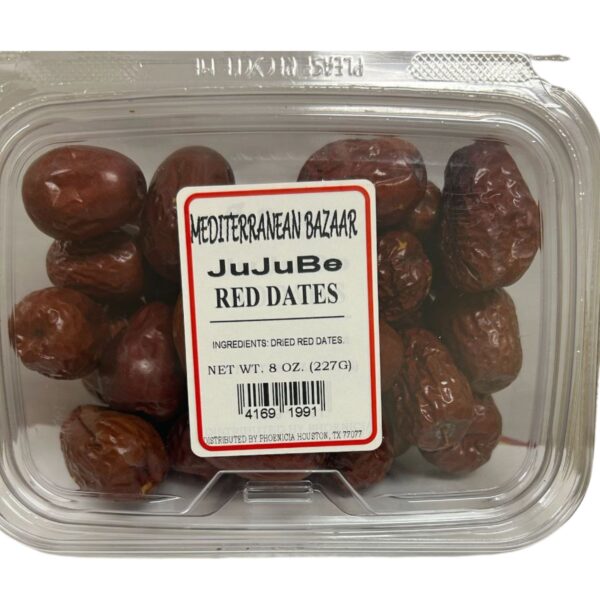 MEDITERRANEAN BAZAAR
JuJuBe
RED DATES
INGREDIENTS: DRIED RED DATES.
NET WT. 8 OZ. (227G)
4169 1991
DISTRIBUTED BY PHOENICIA HOUSTON, TX 77077